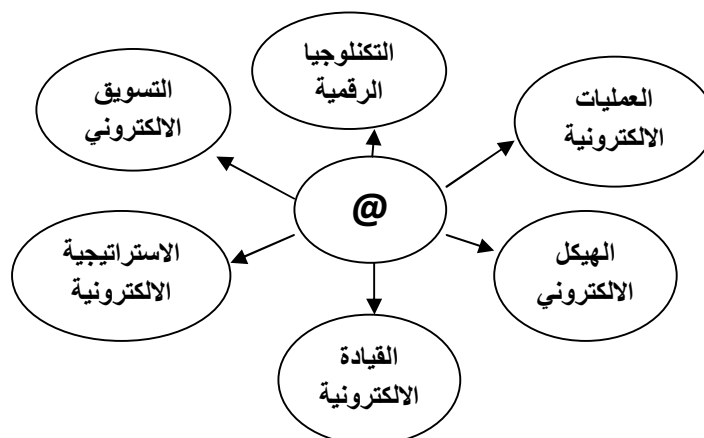 التكنلوجيا
الرقمية
العمليات
الالكترونية
التسويق
الالكتروني
@
الهيكل
الالكتروني
الاستراتيجية
الالكترونية
القيادة
الالكترونية